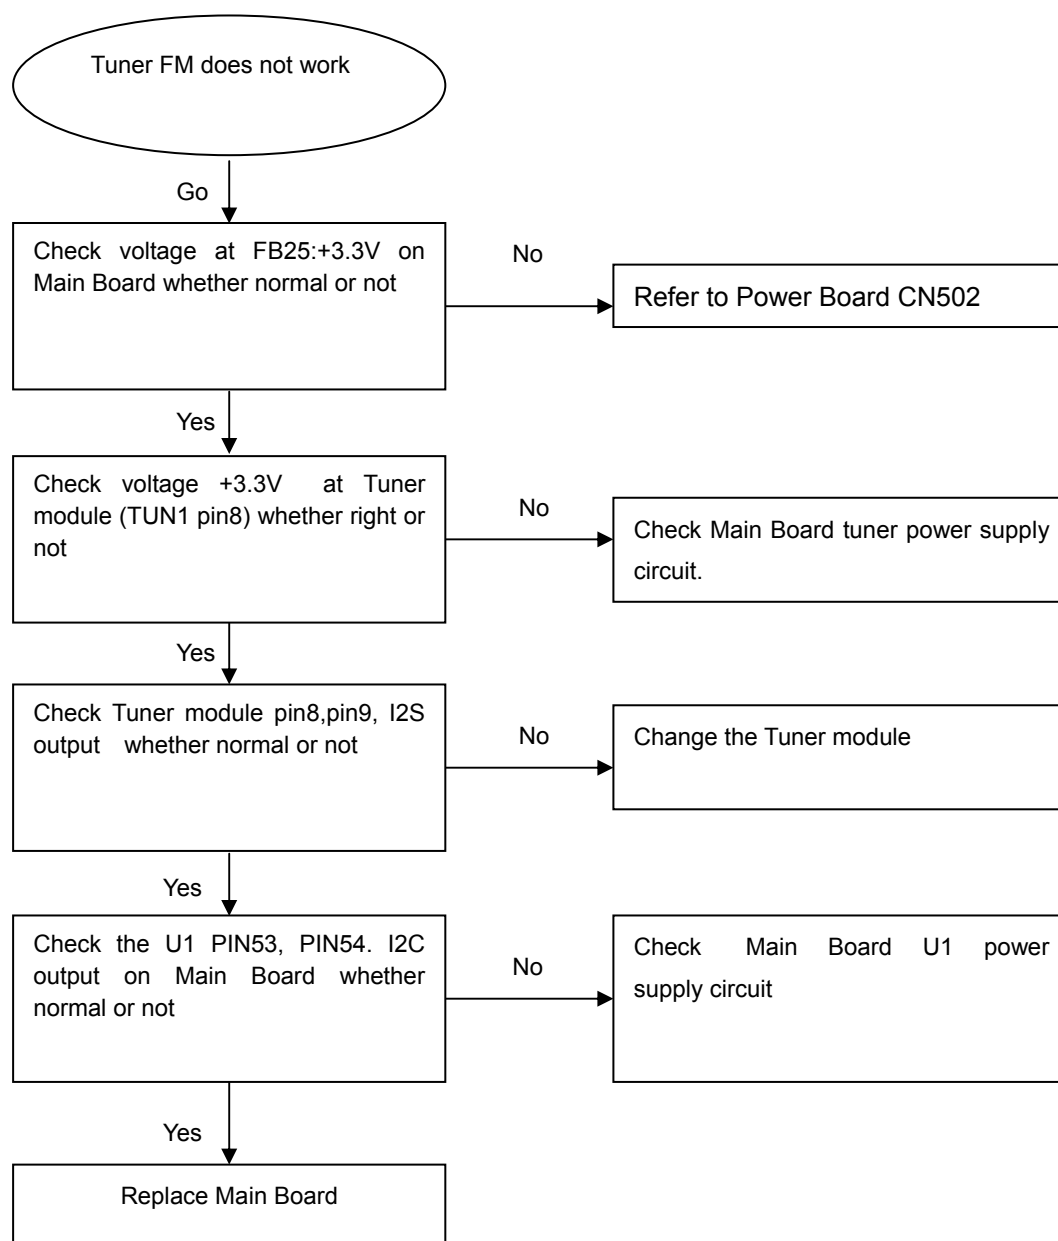 Tuner FM does not work
Go
Check voltage at FB25:+3.3V on
Main Board whether normal or not
No
Refer to Power Board CN502
Yes
Check voltage +3.3V at Tuner
module (TUN1 pin8) whether right or
not
No
Check Main Board tuner power supply
circuit.
Yes
Check Tuner module pin8,pin9, I2S
output whether normal or not
No
Change the Tuner module
Yes
Check the U1 PIN53, PIN54. I2C
output on Main Board whether
normal or not
No
Check Main Board U1 power
supply circuit
Yes
Replace Main Board